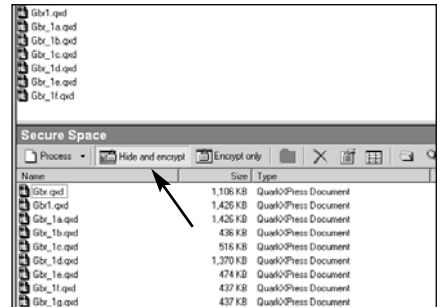 Gbr1.qxd
Gbr_1a.qxd
Gbr_1b.qxd
Gbr_1c.qxd
Gbr_1d.qxd
Gbr_1e.qxd
Gbr_1f.qxd
Secure Space
Process Hide and encrypt Encrypt only
Name Size Type
Gbr.qxd 1,106 KB QuarkXPress Document
Gbr1.qxd 1,426 KB QuarkXPress Document
Gbr_1a.qxd 1,426 KB QuarkXPress Document
Gbr_1b.qxd 436 KB QuarkXPress Document
Gbr_1c.qxd 516 KB QuarkXPress Document
Gbr_1d.qxd 1,370 KB QuarkXPress Document
Gbr_1e.qxd 474 KB QuarkXPress Document
Gbr_1f.qxd 437 KB QuarkXPress Document
Gbr_1g.qxd 437 KB QuarkXPress Document